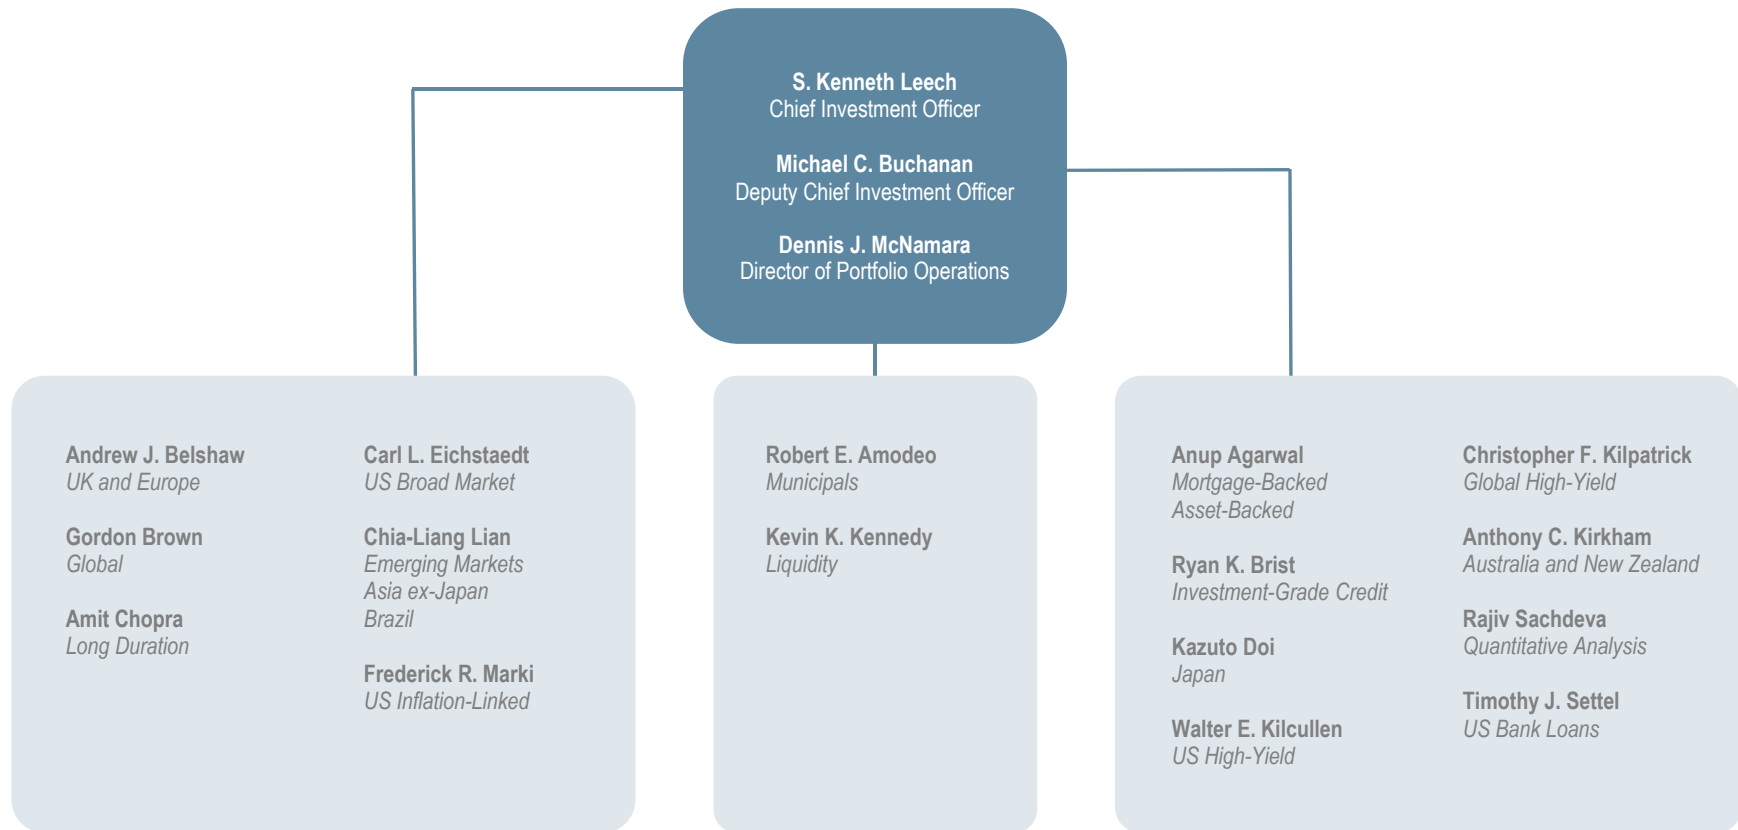 S. Kenneth Leech
Chief Investment Officer
Michael C. Buchanan
Deputy Chief Investment Officer
Dennis J. McNamara
Director of Portfolio Operations
Andrew J. Belshaw
UK and Europe
Gordon Brown
Global
Amit Chopra
Long Duration
Carl L. Eichstaedt
US Broad Market
Chia-Liang Lian
Emerging Markets
Asia ex-Japan
Brazil
Frederick R. Marki
US Inflation-Linked
Robert E. Amodeo
Municipals
Kevin K. Kennedy
Liquidity
Anup Agarwal
Mortgage-Backed
Asset-Backed
Ryan K. Brist
Investment-Grade Credit
Kazuto Doi
Japan
Walter E. Kilcullen
US High-Yield
Christopher F. Kilpatrick
Global High-Yield
Anthony C. Kirkham
Australia and New Zealand
Rajiv Sachdeva
Quantitative Analysis
Timothy J. Settel
US Bank Loans